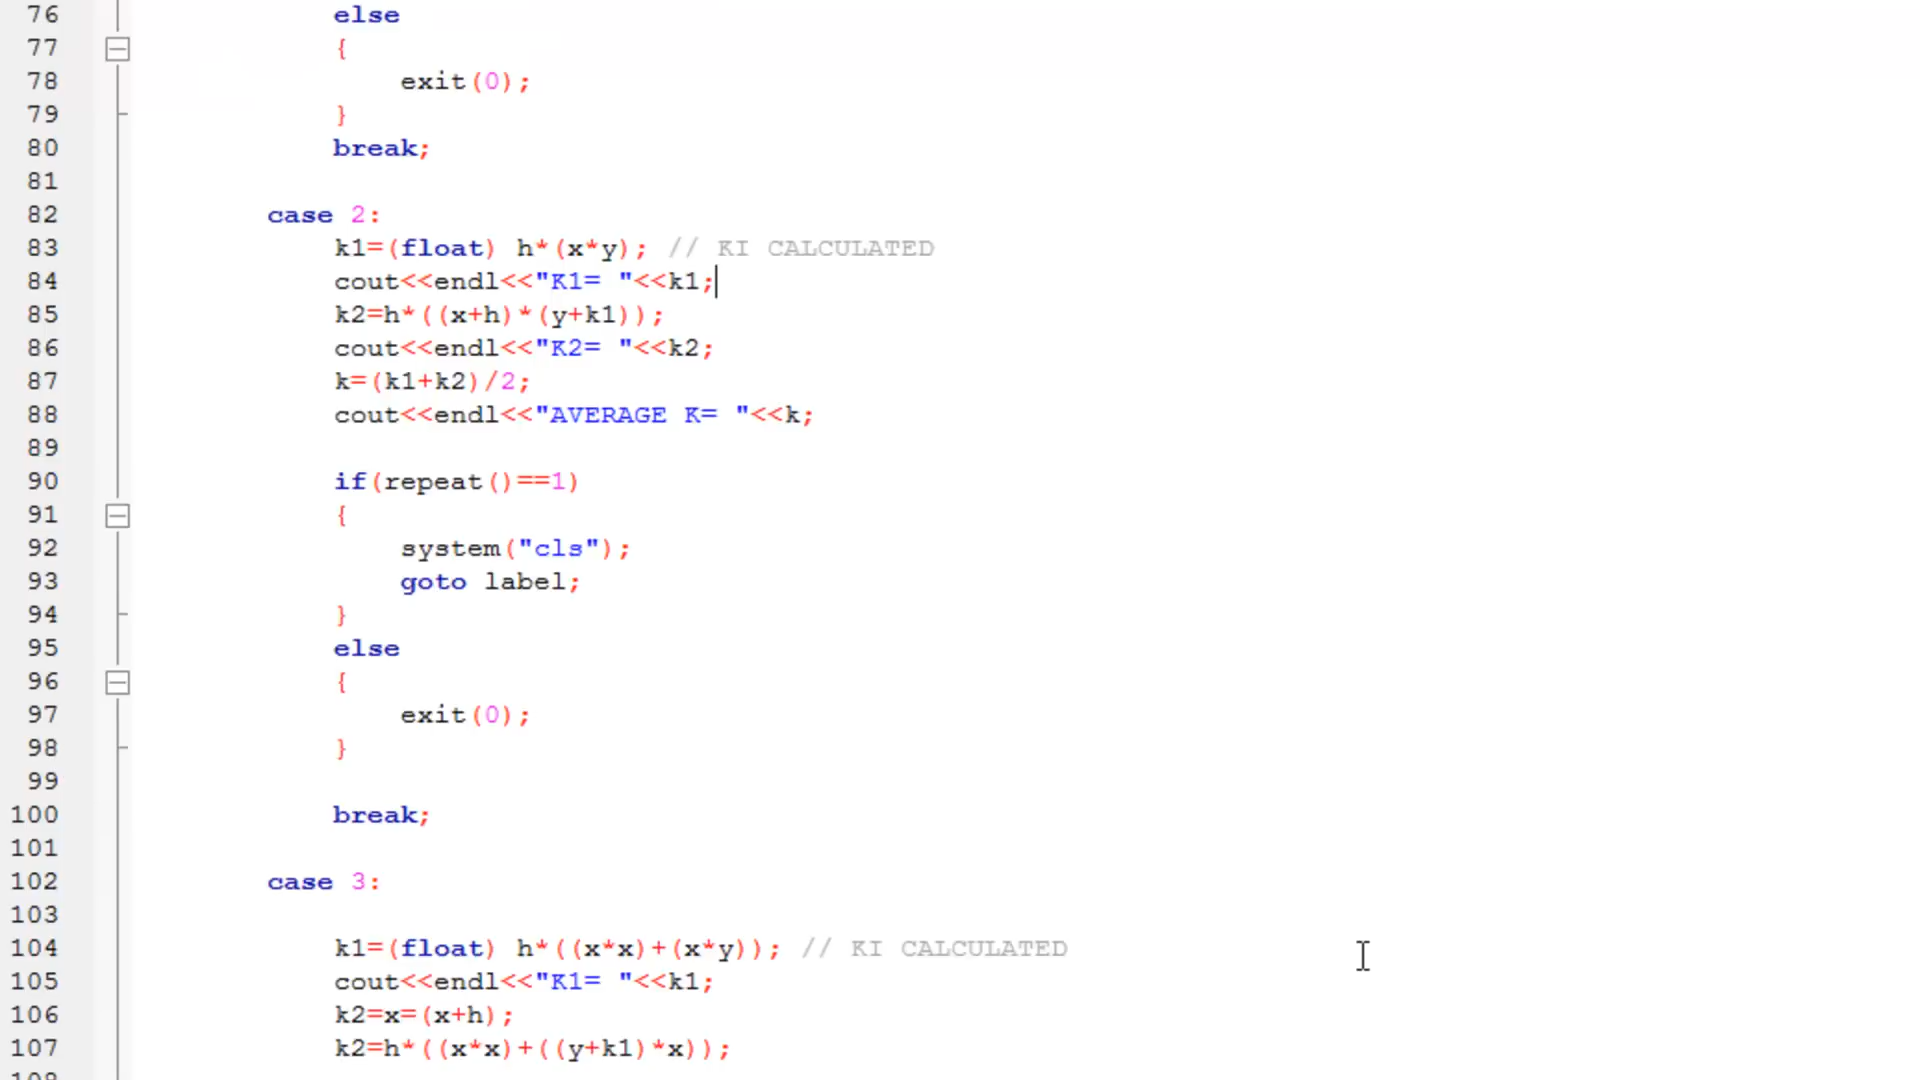 76 else
77 {
78 exit(0);
79 }
80 break;
81
82 case 2:
83 k1=(float) h*(x*y); // KI CALCULATED
84 cout<<endl<<"K1= "<<k1;
85 k2=h*((x+h)*(y+k1));
86 cout<<endl<<"K2= "<<k2;
87 k=(k1+k2)/2;
88 cout<<endl<<"AVERAGE K= "<<k;
89
90 if(repeat()==1)
91 {
92 system("cls");
93 goto label;
94 }
95 else
96 {
97 exit(0);
98 }
99
100 break;
101
102 case 3:
103
104 k1=(float) h*((x*x)+(x*y)); // KI CALCULATED
105 cout<<endl<<"K1= "<<k1;
106 k2=x=(x+h);
107 k2=h*((x*x)+((y+k1)*x));
108